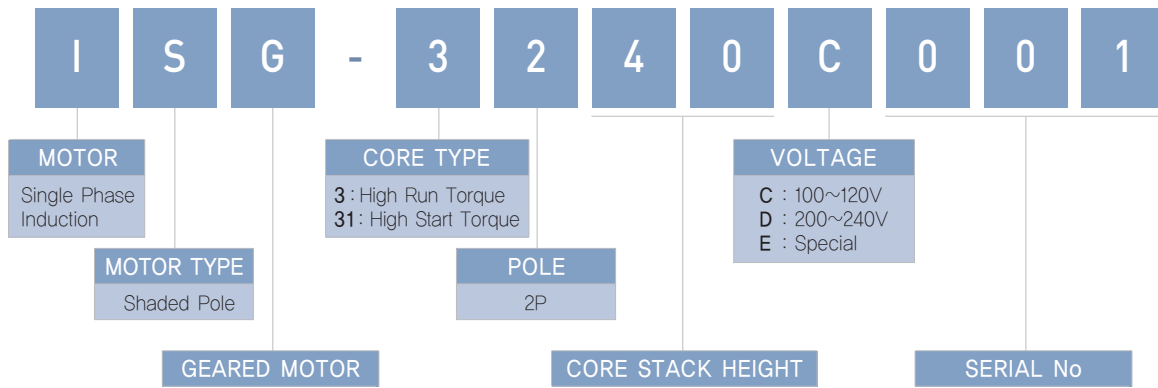 I S G - 3 2 4 0 C 0 0 1
MOTOR
Single Phase
Induction
CORE TYPE
3 : High Run Torque
31 : High Start Torque
VOLTAGE
C : 100~120V
D : 200~240V
E : Special
MOTOR TYPE
Shaded Pole
POLE
2P
GEARED MOTOR
CORE STACK HEIGHT
SERIAL No